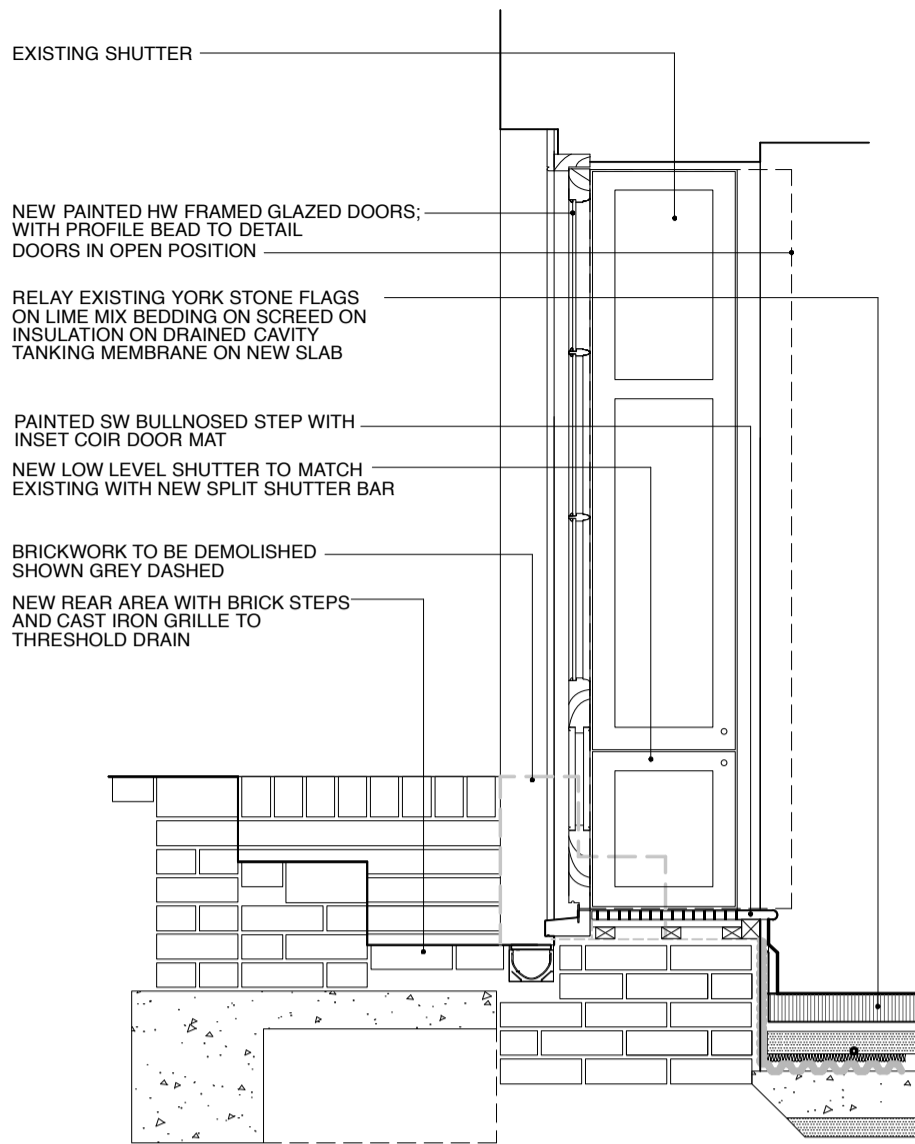 EXISTING SHUTTER
NEW PAINTED HW FRAMED GLAZED DOORS;
WITH PROFILE BEAD TO DETAIL
DOORS IN OPEN POSITION
RELAY EXISTING YORK STONE FLAGS
ON LIME MIX BEDDING ON SCREED ON
INSULATION ON DRAINED CAVITY
TANKING MEMBRANE ON NEW SLAB
PAINTED SW BULLNOSED STEP WITH
INSET COIR DOOR MAT
NEW LOW LEVEL SHUTTER TO MATCH
EXISTING WITH NEW SPLIT SHUTTER BAR
BRICKWORK TO BE DEMOLISHED
SHOWN GREY DASHED
NEW REAR AREA WITH BRICK STEPS
AND CAST IRON GRILLE TO
THRESHOLD DRAIN